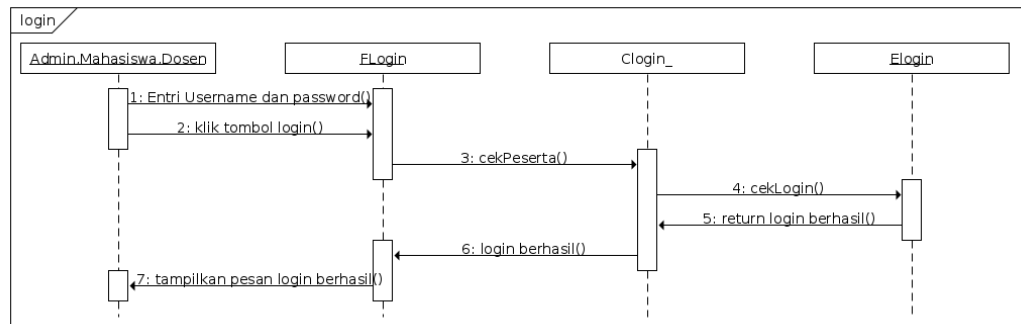 login
Admin.Mahasiswa.Dosen
FLogin
Clogin_
Elogin
1: Entri Username dan password()
2: klik tombol login()
3: cekPeserta()
4: cekLogin()
5: return login berhasil()
6: login berhasil()
7: tampilkan pesan login berhasil()